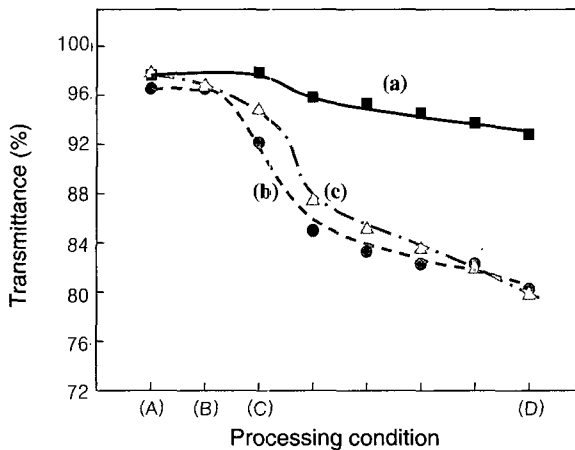 Transmittance (%)
100
96
92
88
84
80
76
72
(a)
(b)
(c)
(A)
(B)
(C)
(D)
Processing condition